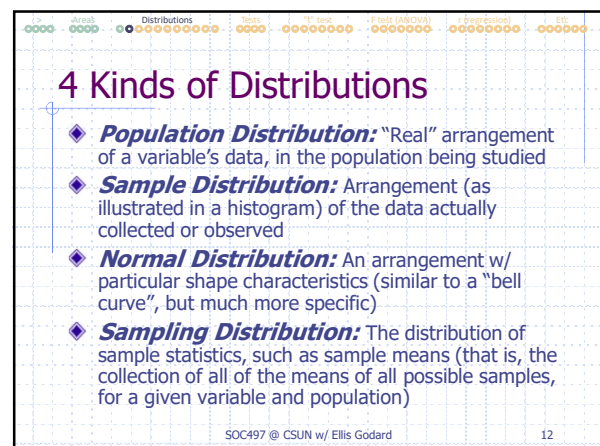 > Areas Distributions Tests "t" test F test (ANOVA) r (regression) Etc
4 Kinds of Distributions
Population Distribution: “Real” arrangement
of a variable’s data, in the population being studied
Sample Distribution: Arrangement (as
illustrated in a histogram) of the data actually
collected or observed
Normal Distribution: An arrangement w/
particular shape characteristics (similar to a “bell
curve”, but much more specific)
Sampling Distribution: The distribution of
sample statistics, such as sample means (that is, the
collection of all of the means of all possible samples,
for a given variable and population)
SOC497 @ CSUN w/ Ellis Godard 12